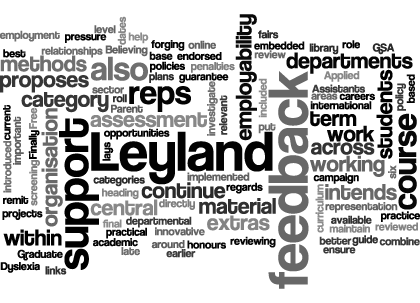 employment
pressure
level
dates
help
best
relationships
Believing
forging
online
fairs
methods
also
base
endorsed
embedded
library
role
GSA
policies
penalties
review
departments
proposes
sector
plans
guarantee
employability
Applied
category
roll
reps
investigate
relevant
included
Assistants
areas
careers
policy
based
Parent
international
students
introduced
current
important
Finally
Free
screening
organisation
support
assessment
put
feedback
term
course
lays
opportunities
work
across
Leyland
working
six
categories
implemented
campaign
heading
continue
regards
intends
remit
central
directly
material
curriculum
representation
projects
final
departmental
extras
available
practice
practical
innovative
maintain
reviewed
within
academic
around
honours
reviewing
better
guide
combine
Graduate
late
earlier
ensure
Dyslexia
links